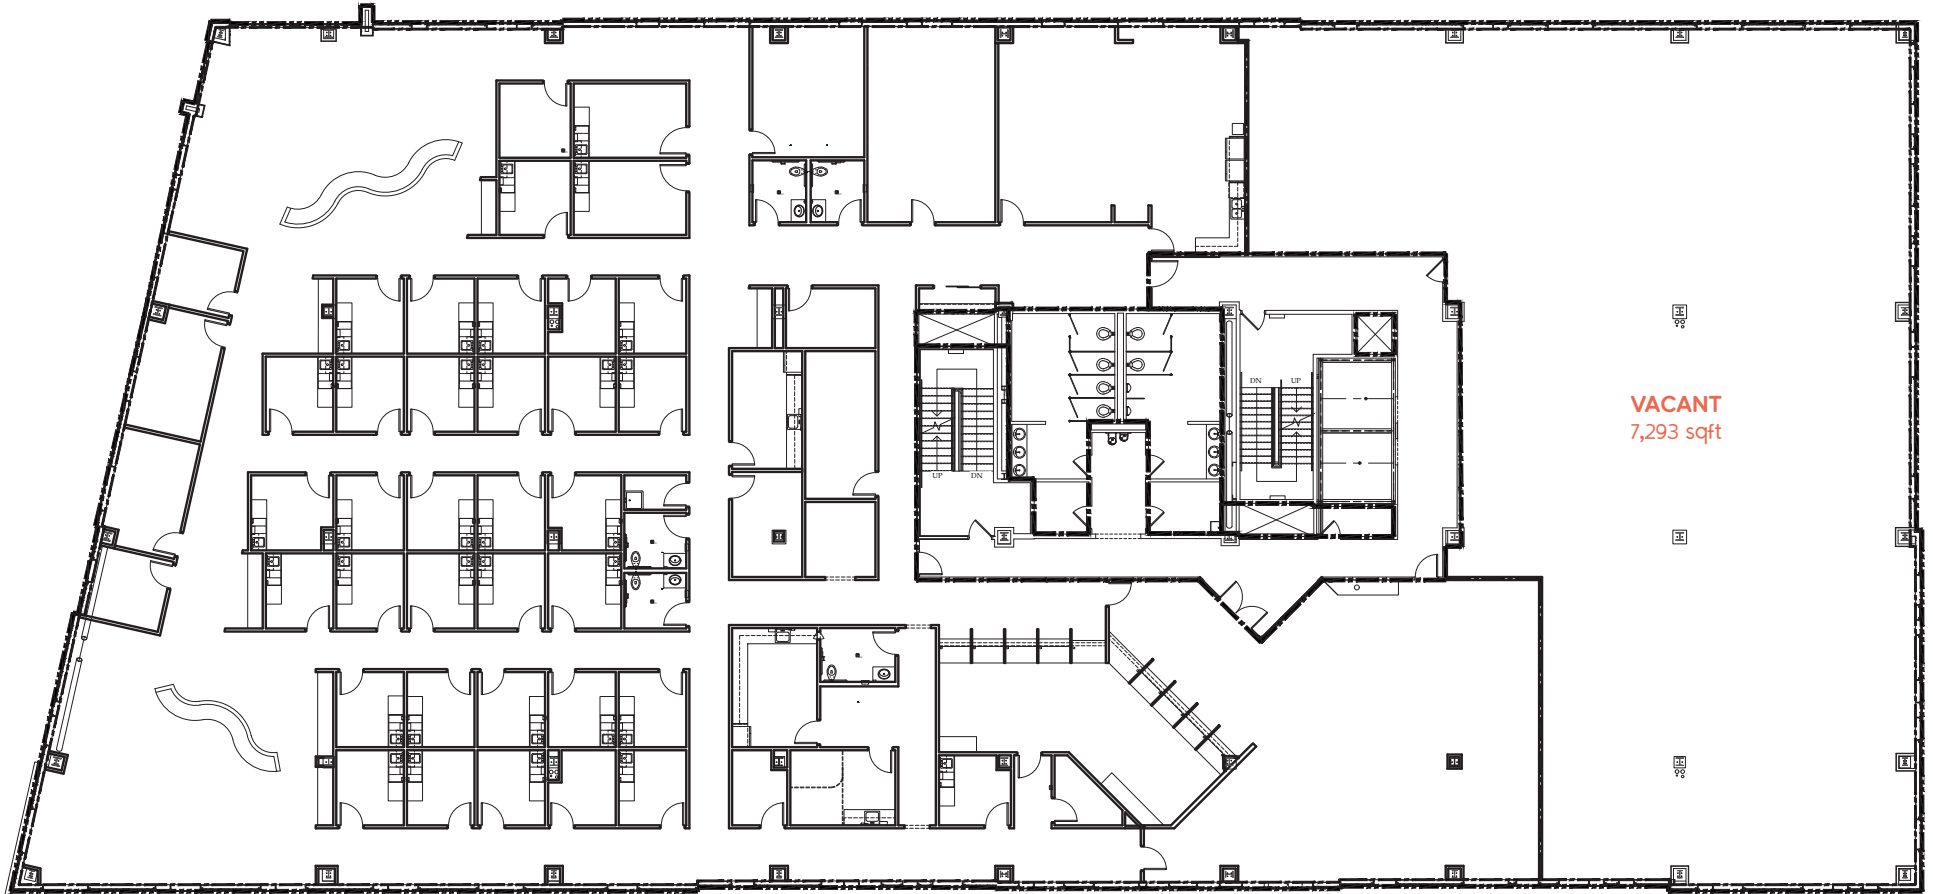 DN
UP
VACANT
7,293 sqft
UP
DN